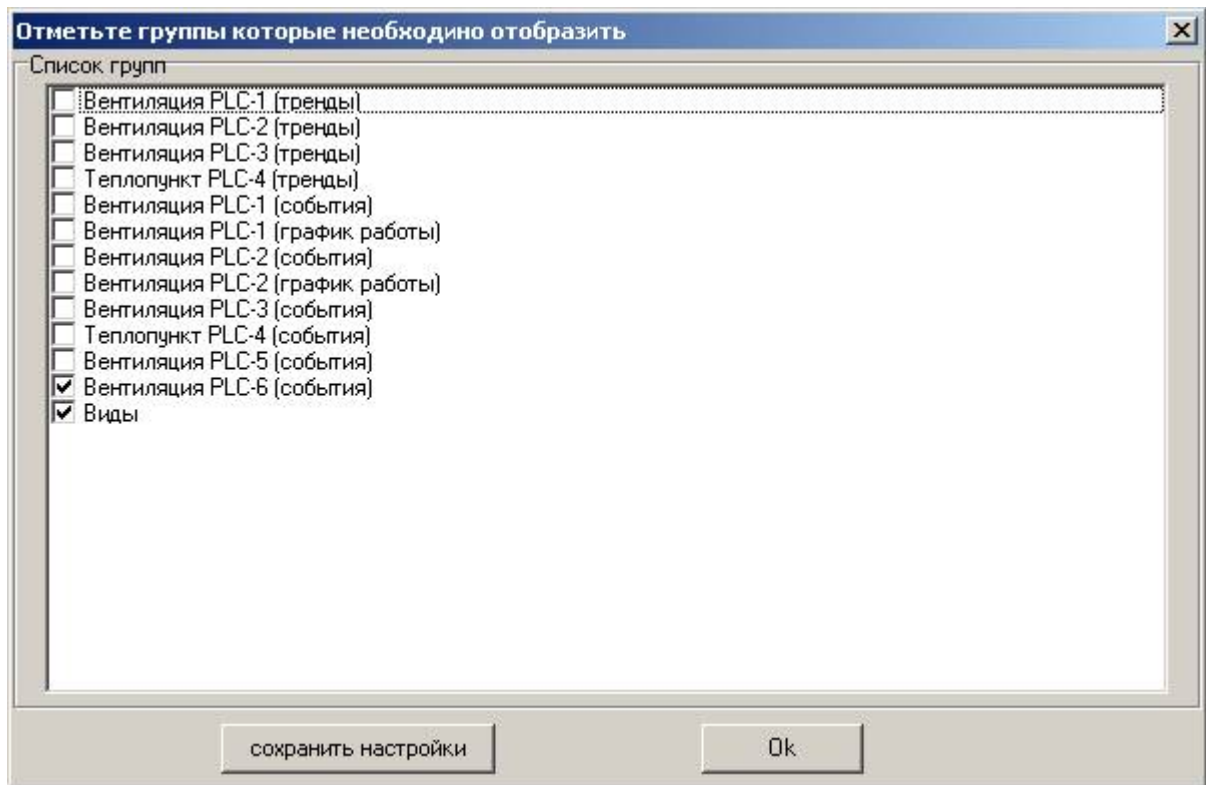 Отметьте группы которые необходино отобразить
Список групп
Вентиляция PLC-1 (тренды)
Вентиляция PLC-2 (тренды)
Вентиляция PLC-3 (тренды)
Теплопункт PLC-4 (тренды)
Вентиляция PLC-1 (события)
Вентиляция PLC-1 (график работы)
Вентиляция PLC-2 (события)
Вентиляция PLC-2 (график работы)
Вентиляция PLC-3 (события)
Теплопункт PLC-4 (события)
Вентиляция PLC-5 (события)
Вентиляция PLC-6 (события)
Виды
сохранить настройки
Ok